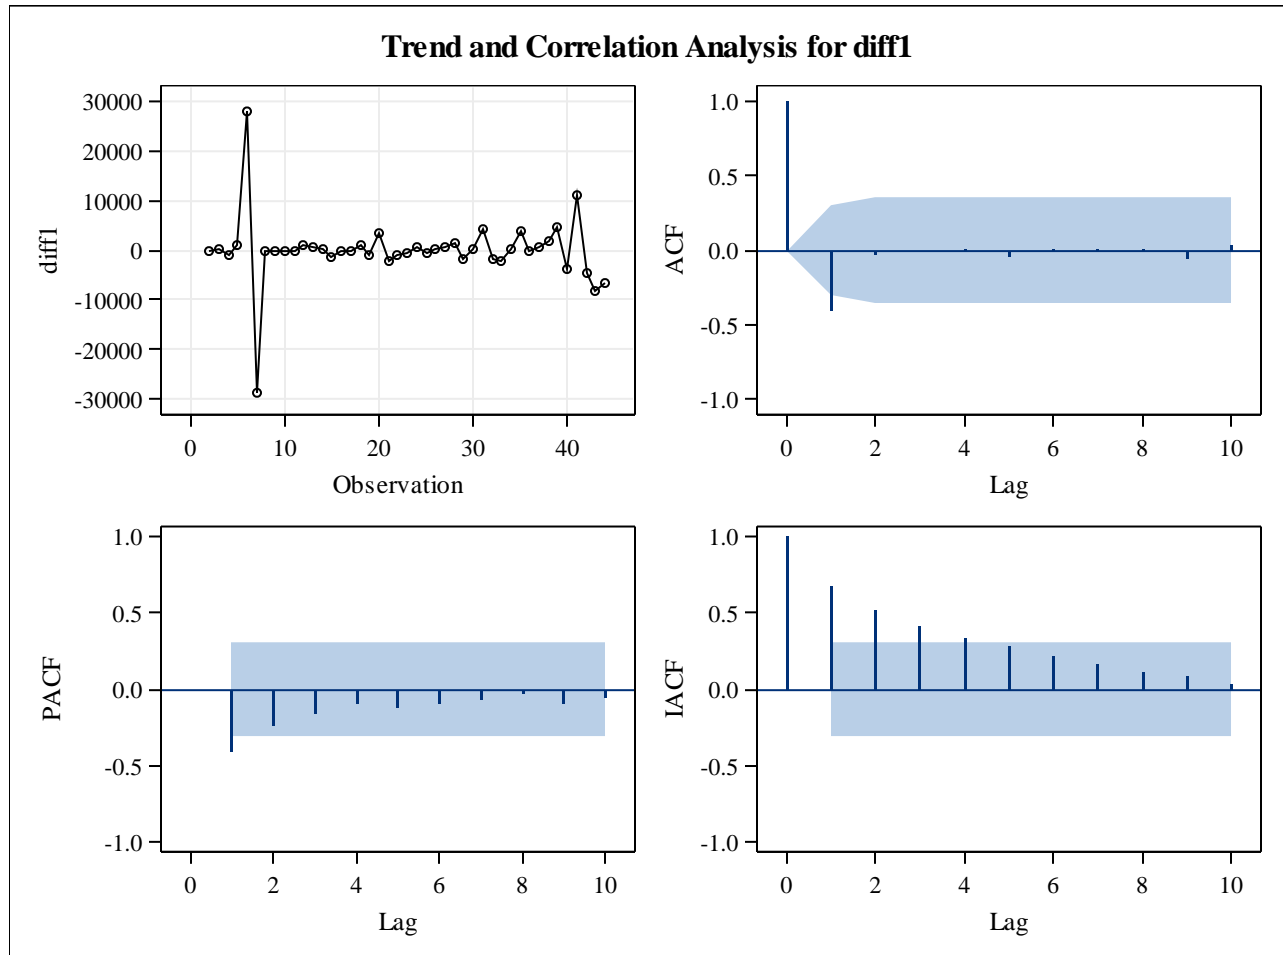 Trend and Correlation Analysis for diff1
diff1
30000
20000
10000
0
-10000
-20000
-30000
0 10 20 30 40
Observation
ACF
1.0
0.5
0.0
-0.5
-1.0
0 2 4 6 8 10
Lag
PACF
1.0
0.5
0.0
-0.5
-1.0
0 2 4 6 8 10
Lag
IACF
1.0
0.5
0.0
-0.5
-1.0
0 2 4 6 8 10
Lag